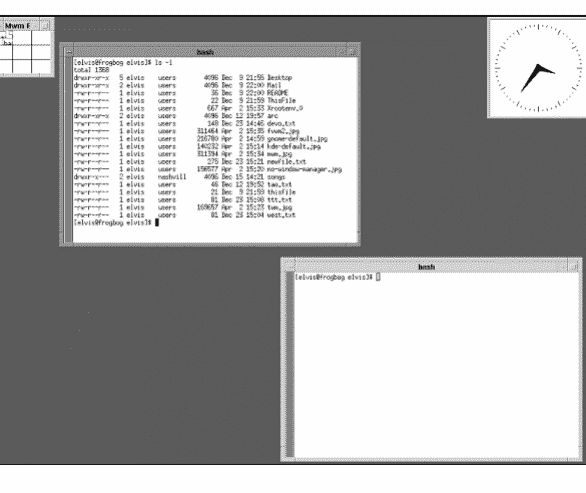 Mwm F
bash
[elvis@frogbog elvis]$ ls -l
total 1368
drwxr-xr-x 5 elvis users 4096 Dec 9 21:55 Desktop
drwxr-xr-x 2 elvis users 4096 Dec 9 22:00 Mail
-rw-r--r-- 1 elvis users 36 Dec 9 22:00 README
-rw-r--r-- 1 elvis users 22 Dec 9 21:59 ThisFile
-rw-r--r-- 1 elvis users 667 Apr 2 15:33 Xrootenv.0
drwxr-xr-x 2 elvis users 4096 Dec 12 19:57 arc
-rw-r--r-- 1 elvis users 148 Dec 23 14:46 devo.txt
-rw-r--r-- 1 elvis users 311464 Apr 2 15:35 fvwm2.jpg
-rw-r--r-- 1 elvis users 216780 Apr 2 14:59 gnome-default.jpg
-rw-r--r-- 1 elvis users 140232 Apr 2 15:14 kde-default.jpg
-rw-r--r-- 1 elvis users 311394 Apr 2 15:34 mwm.jpg
-rw-r--r-- 1 elvis users 275 Dec 23 15:21 newfile.txt
-rw-r--r-- 1 elvis users 156577 Apr 2 15:20 no-window-manager.jpg
drwxr-xr-x 2 elvis nashvill 4096 Dec 15 14:21 songs
-rw-r--r-- 1 elvis users 46 Dec 12 19:52 tao.txt
-rw-r--r-- 1 elvis users 21 Dec 9 21:59 thisfile
-rw-r--r-- 1 elvis users 81 Dec 23 15:08 ttt.txt
-rw-r--r-- 1 elvis users 169657 Apr 2 15:23 twm.jpg
-rw-r--r-- 1 elvis users 81 Dec 23 15:04 west.txt
[elvis@frogbog elvis]$
bash
[elvis@frogbog elvis]$